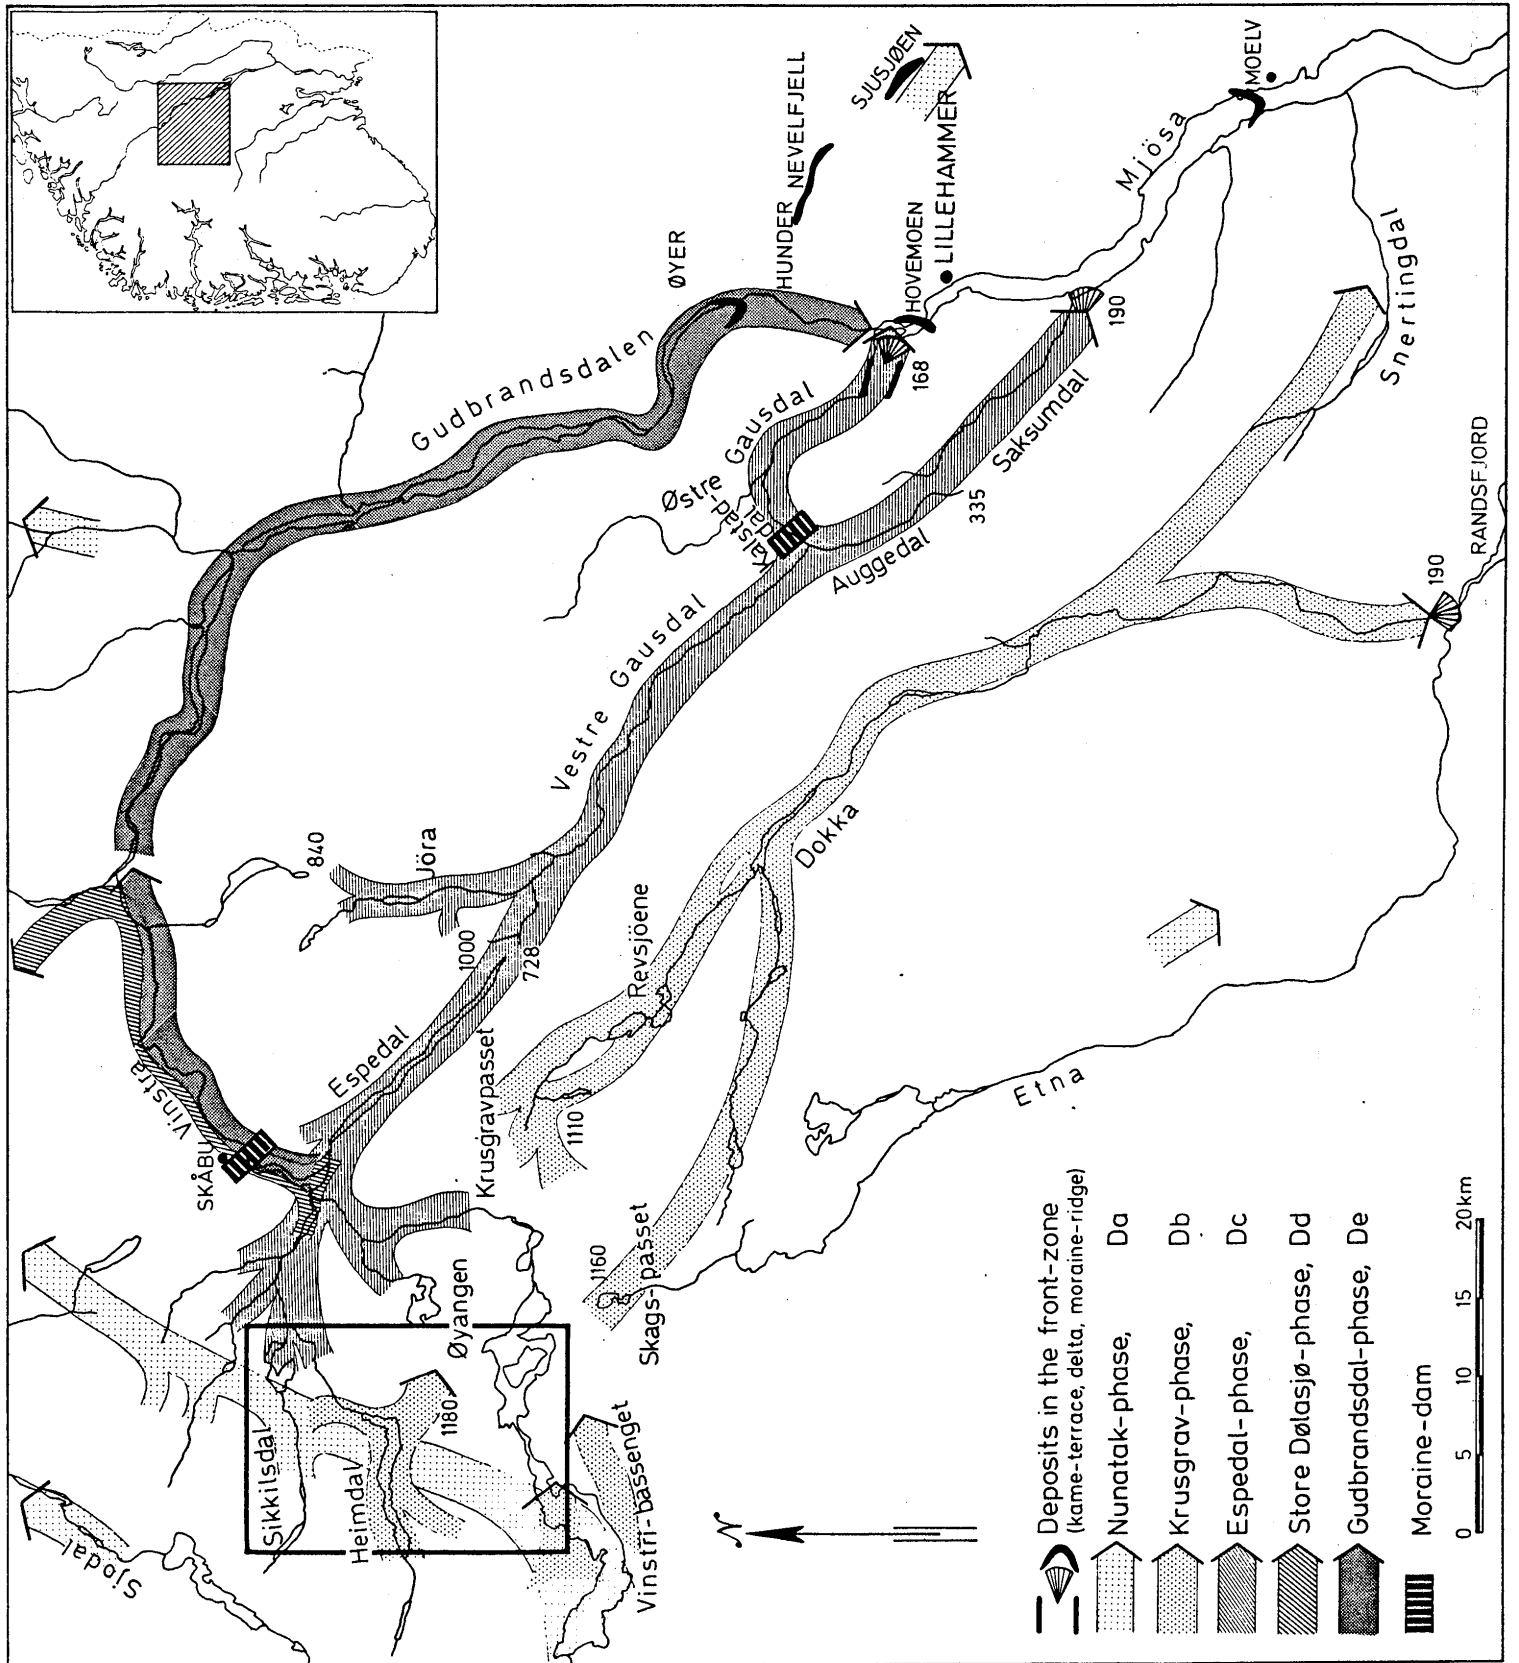 MOELV
SJUSJØEN
Mjösa
HUNDER
NEVELFJELL
LILLEHAMMER
HOVEMOEN
ØYER
168
190
Gudbrandsdalen
Østre Gausdal
Saksumdal
335
Auggedal
Snertingdal
RANDSFJORD
190
Vestre Gausdal
Dokka
Jöra
840
1000
728
Revsjöene
Espedal
Krusgravpasset
1110
Vinstra
SKÅBU
Etna
Skags-passet
1160
Øyangen
1180
Sikkilsdal
Heimdal
Sjodal
Vinstri-bassenget
N
Deposits in the front-zone
(kame-terrace, delta, moraine-ridge)
Nunatak-phase, Da
Krusgrav-phase, Db
Espedal-phase, Dc
Store Dølasjø-phase, Dd
Gudbrandsdal-phase, De
Moraine-dam
0 5 10 15 20km